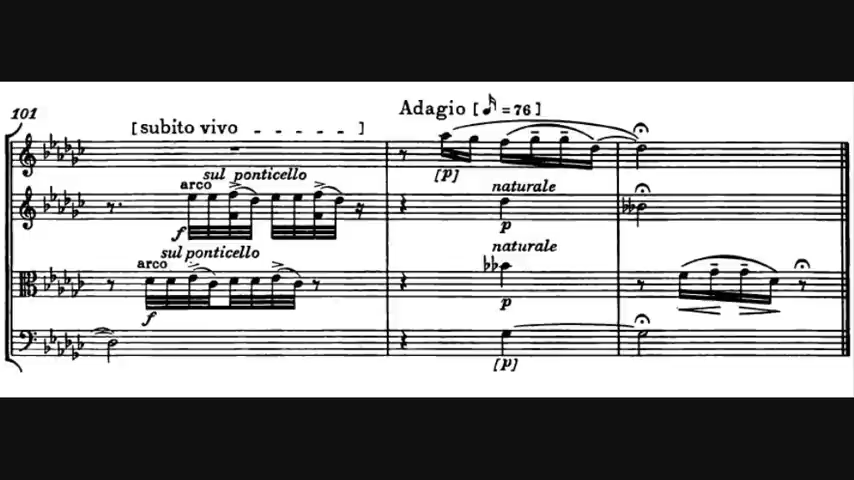 101
[subito vivo - - - - - ]
Adagio [♪=76]
sul ponticello
arco
f
[p]
naturale
p
sul ponticello
arco
f
naturale
p
[p]